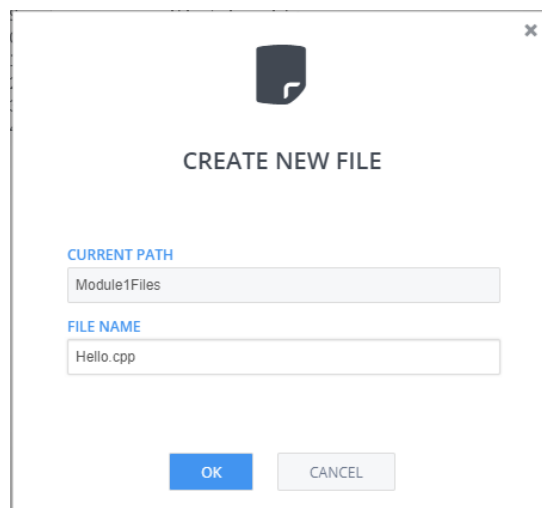 CREATE NEW FILE
CURRENT PATH
Module1Files
FILE NAME
Hello.cpp
OK
CANCEL